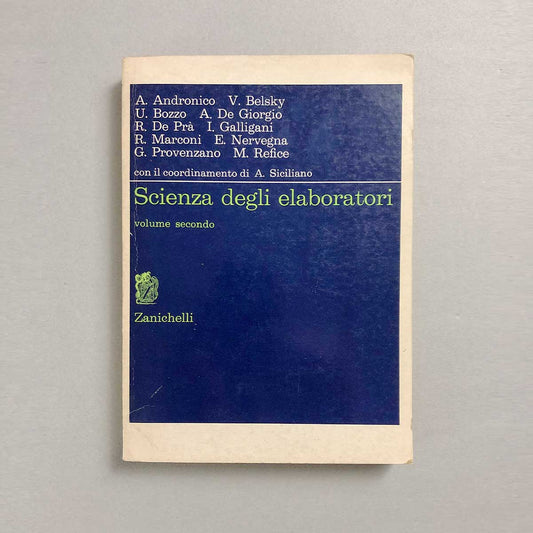 A. Andronico V. Belsky
U. Bozzo A. De Giorgio
R. De Prà I. Galligani
R. Marconi E. Nervegna
G. Provenzano M. Refice
con il coordinamento di A. Siciliano
Scienza degli elaboratori
volume secondo
Zanichelli